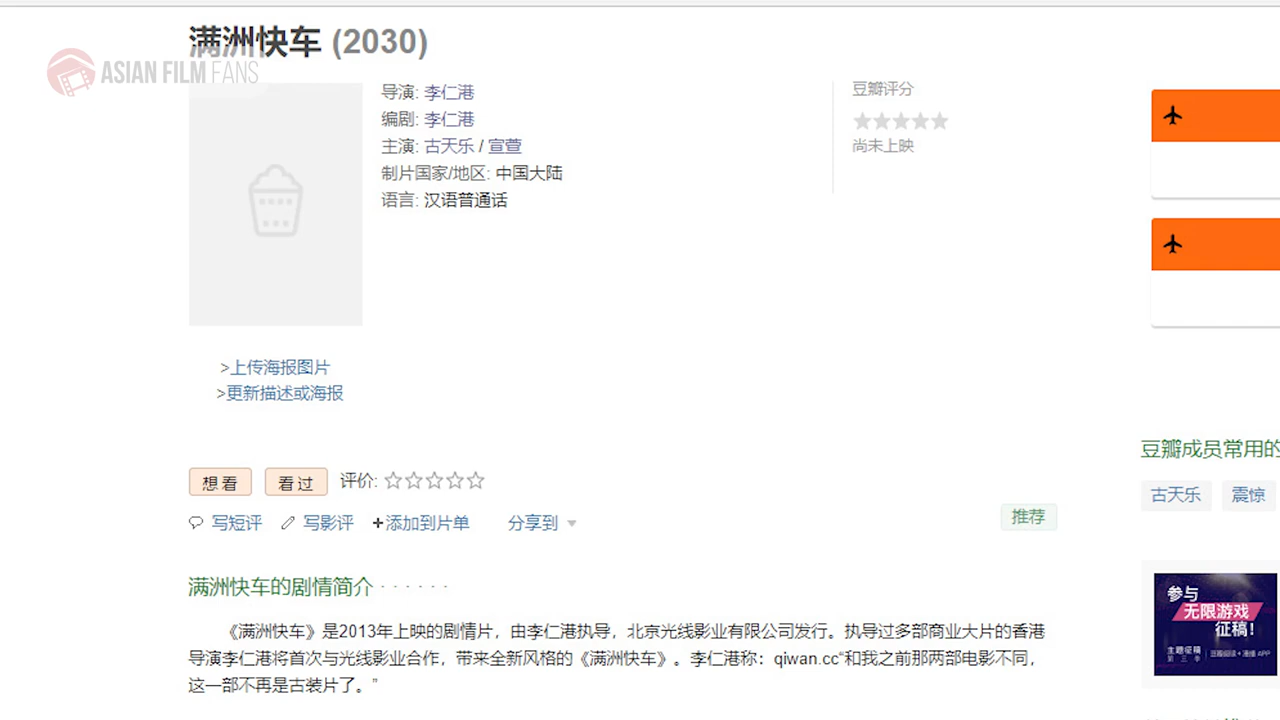 满洲快车 (2030)
ASIAN FILM FANS
导演: 李仁港
编剧: 李仁港
主演: 古天乐 / 宣萱
制片国家/地区: 中国大陆
语言: 汉语普通话
豆瓣评分
尚未上映
>上传海报图片
>更新描述或海报
想看 看过 评价:
写短评 写影评 +添加到片单 分享到
推荐
满洲快车的剧情简介 · · · · · ·
《满洲快车》是2013年上映的剧情片，由李仁港执导，北京光线影业有限公司发行。执导过多部商业大片的香港
导演李仁港将首次与光线影业合作，带来全新风格的《满洲快车》。李仁港称：qiwan.cc“和我之前那两部电影不同，
这一部不再是古装片了。”
豆瓣成员常用的
古天乐 震惊
参与
无限游戏
征稿!
主题征稿
第三季